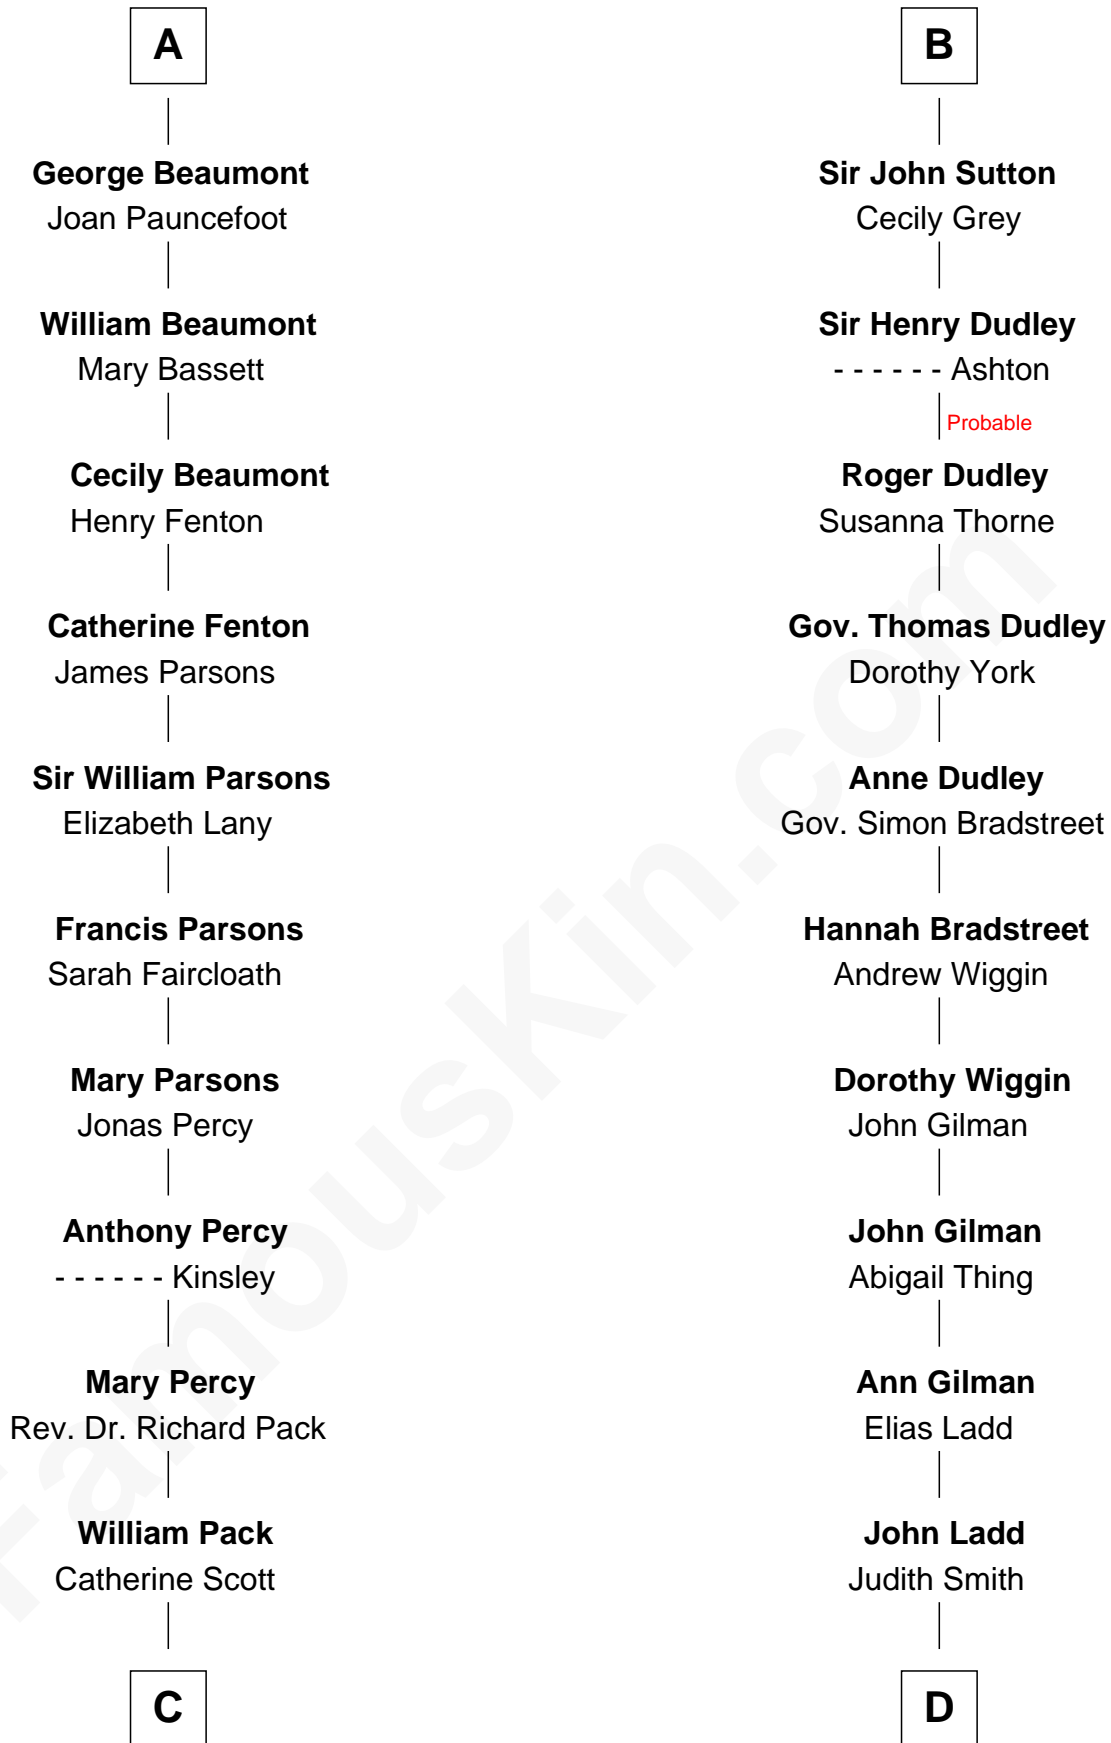 A
George Beaumont
Joan Pauncefoot
William Beaumont
Mary Bassett
Cecily Beaumont
Henry Fenton
Catherine Fenton
James Parsons
Sir William Parsons
Elizabeth Lany
Francis Parsons
Sarah Faircloath
Mary Parsons
Jonas Percy
Anthony Percy
- - - - - - Kinsley
Mary Percy
Rev. Dr. Richard Pack
William Pack
Catherine Scott
C
B
Sir John Sutton
Cecily Grey
Sir Henry Dudley
- - - - - - Ashton
Probable
Roger Dudley
Susanna Thorne
Gov. Thomas Dudley
Dorothy York
Anne Dudley
Gov. Simon Bradstreet
Hannah Bradstreet
Andrew Wiggin
Dorothy Wiggin
John Gilman
John Gilman
Abigail Thing
Ann Gilman
Elias Ladd
John Ladd
Judith Smith
D
FamousKin.com